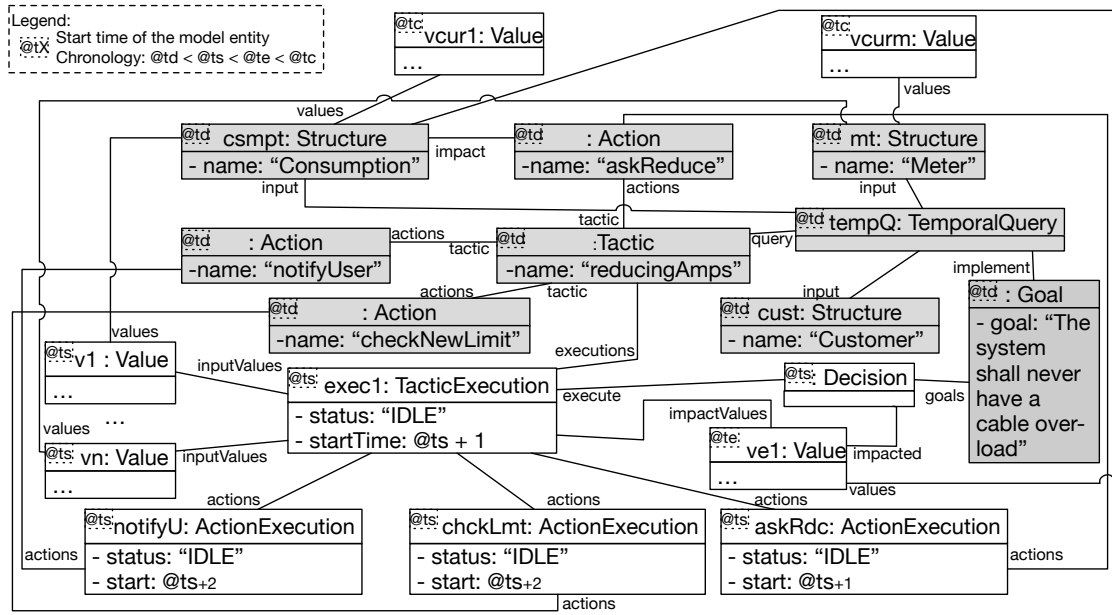 Legend:
@tX Start time of the model entity
Chronology: @td < @ts < @te < @tc
@tc vcur1: Value
...
@tc vcurm: Value
...
values
values
@td csmpt: Structure
- name: "Consumption"
impact
@td : Action
-name: "askReduce"
@td mt: Structure
- name: "Meter"
input
actions
input
tactic
@td tempQ: TemporalQuery
@td : Action
-name: "notifyUser"
actions
tactic
@td :Tactic
-name: "reducingAmps"
query
implement
actions
tactic
input
@td : Action
-name: "checkNewLimit"
@td cust: Structure
- name: "Customer"
@td : Goal
- goal: "The
system
shall never
have a
cable over-
load"
values
executions
@ts v1 : Value
...
inputValues
@ts exec1: TacticExecution
- status: "IDLE"
- startTime: @ts + 1
execute
@ts : Decision
goals
...
values
impactValues
@ts vn: Value
...
inputValues
@te ve1: Value
...
impacted
values
actions
actions
actions
@ts notifyU: ActionExecution
- status: "IDLE"
- start: @ts+2
actions
@ts chckLmt: ActionExecution
- status: "IDLE"
- start: @ts+2
actions
@ts askRdc: ActionExecution
- status: "IDLE"
- start: @ts+1
actions